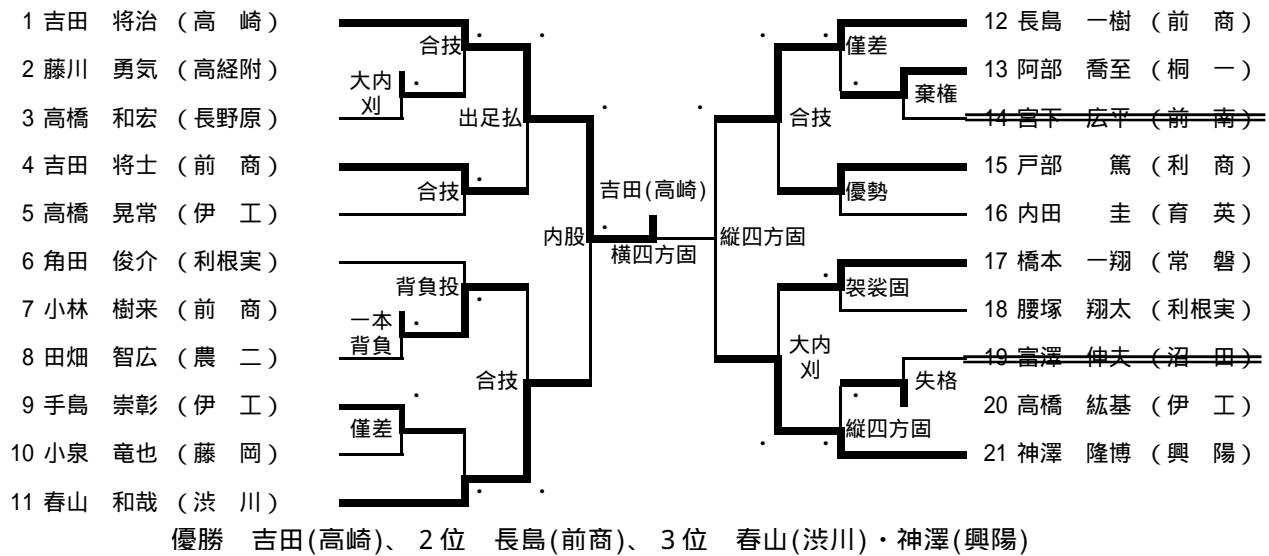 1 吉田 将治 (高 崎)
2 藤川 勇気 (高経附)
3 高橋 和宏 (長野原)
4 吉田 将士 (前 商)
5 高橋 晃常 (伊 工)
6 角田 俊介 (利根実)
7 小林 樹来 (前 商)
8 田畑 智広 (農 二)
9 手島 崇彰 (伊 工)
10 小泉 竜也 (藤 岡)
11 春山 和哉 (渋 川)
合技
大内
刈
出足払
合技
内股
背負投
一本
背負
合技
僅差
吉田(高崎)
横四方固
縦四方固
僅差
棄権
合技
優勢
袈裟固
大内
刈
失格
縦四方固
12 長島 一樹 (前 商)
13 阿部 喬至 (桐 一)
14 宮下 広平 (前 南)
15 戸部 篤 (利 商)
16 内田 圭 (育 英)
17 橋本 一翔 (常 磐)
18 腰塚 翔太 (利根実)
19 富澤 伸夫 (沼 田)
20 高橋 紘基 (伊 工)
21 神澤 隆博 (興 陽)
優勝 吉田(高崎)、2位 長島(前商)、3位 春山(渋川)・神澤(興陽)